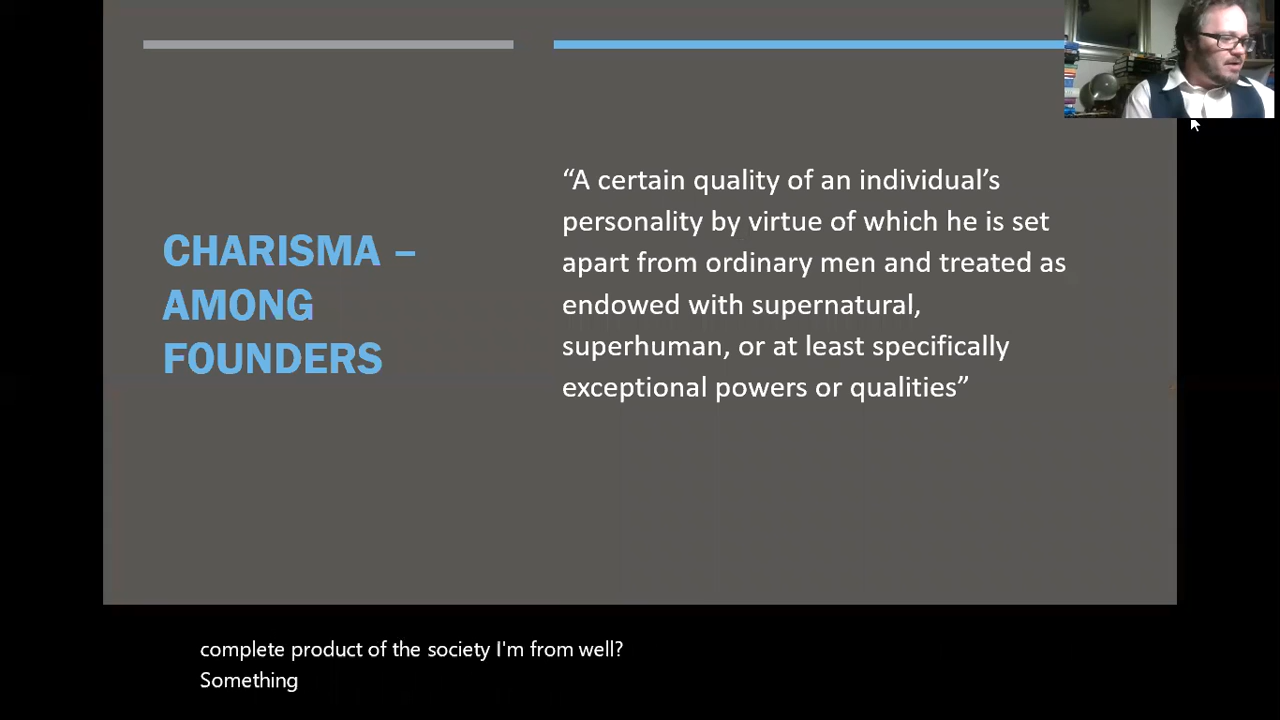 CHARISMA –
AMONG
FOUNDERS
“A certain quality of an individual’s
personality by virtue of which he is set
apart from ordinary men and treated as
endowed with supernatural,
superhuman, or at least specifically
exceptional powers or qualities”
complete product of the society I'm from well?
Something